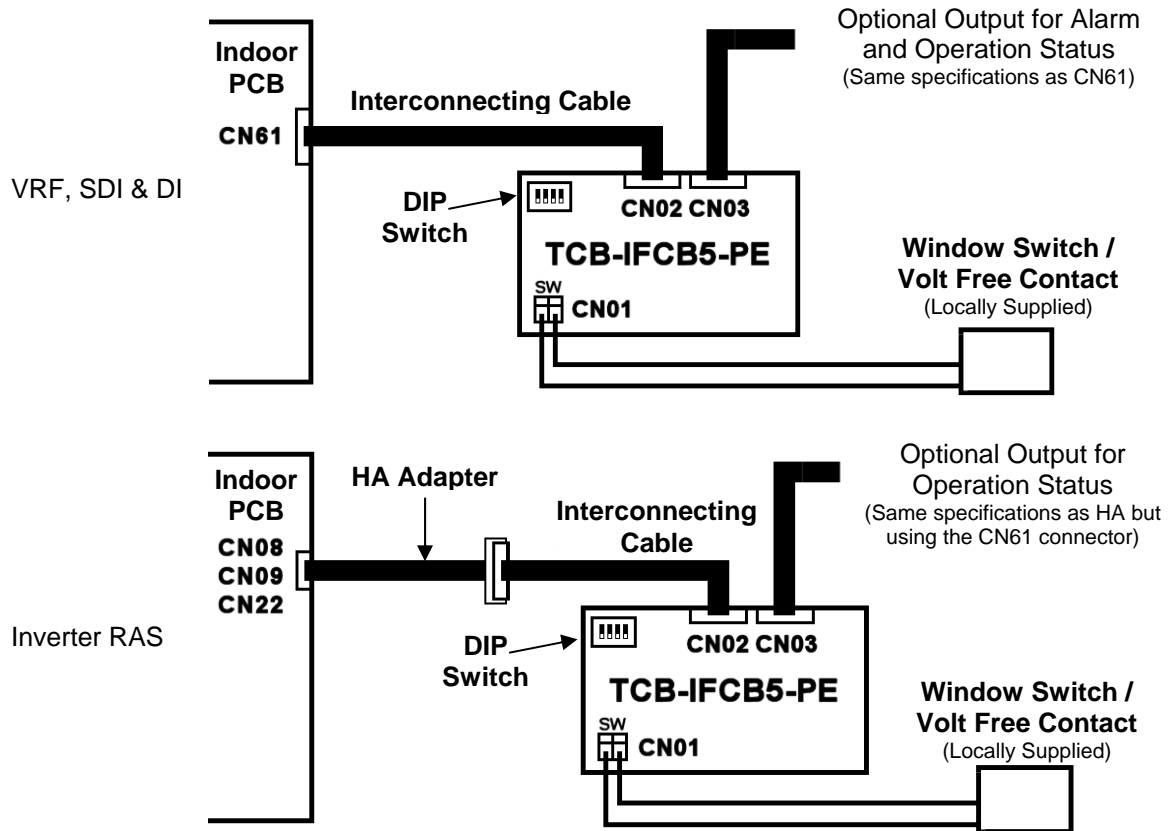 Optional Output for Alarm
and Operation Status
(Same specifications as CN61)
Indoor
PCB
CN61
Interconnecting Cable
VRF, SDI & DI
DIP
Switch
CN02 CN03
TCB-IFCB5-PE
SW
CN01
Window Switch /
Volt Free Contact
(Locally Supplied)
Optional Output for
Operation Status
(Same specifications as HA but
using the CN61 connector)
Indoor
PCB
CN08
CN09
CN22
HA Adapter
Interconnecting
Cable
Inverter RAS
DIP
Switch
CN02 CN03
TCB-IFCB5-PE
SW
CN01
Window Switch /
Volt Free Contact
(Locally Supplied)